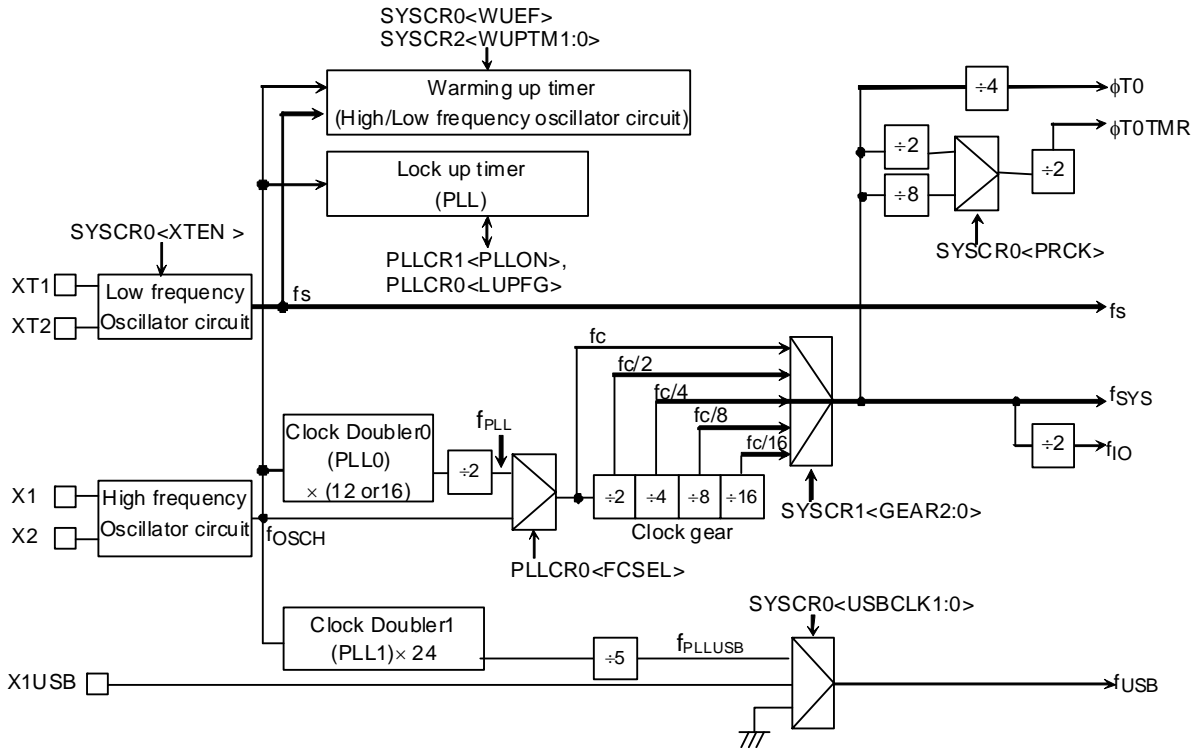 SYSCR0<WUEF>
SYSCR2<WUPTM1:0>
Warming up timer
(High/Low frequency oscillator circuit)
÷4
ϕT0
ϕT0TMR
÷2
÷8
÷2
SYSCR0<PRCK>
Lock up timer
(PLL)
PLLCR1<PLLON>,
PLLCR0<LUPFG>
SYSCR0<XTEN >
XT1
XT2
Low frequency
Oscillator circuit
fs
fs
fc
fc/2
fc/4
fc/8
fc/16
fSYS
÷2
fIO
Clock Doubler0
(PLL0)
× (12 or16)
÷2
fPLL
÷2
÷4
÷8
÷16
Clock gear
SYSCR1<GEAR2:0>
X1
X2
High frequency
Oscillator circuit
fOSCH
PLLCR0<FCSEL>
SYSCR0<USBCLK1:0>
Clock Doubler1
(PLL1)× 24
÷5
fPLLUSB
X1USB
fUSB